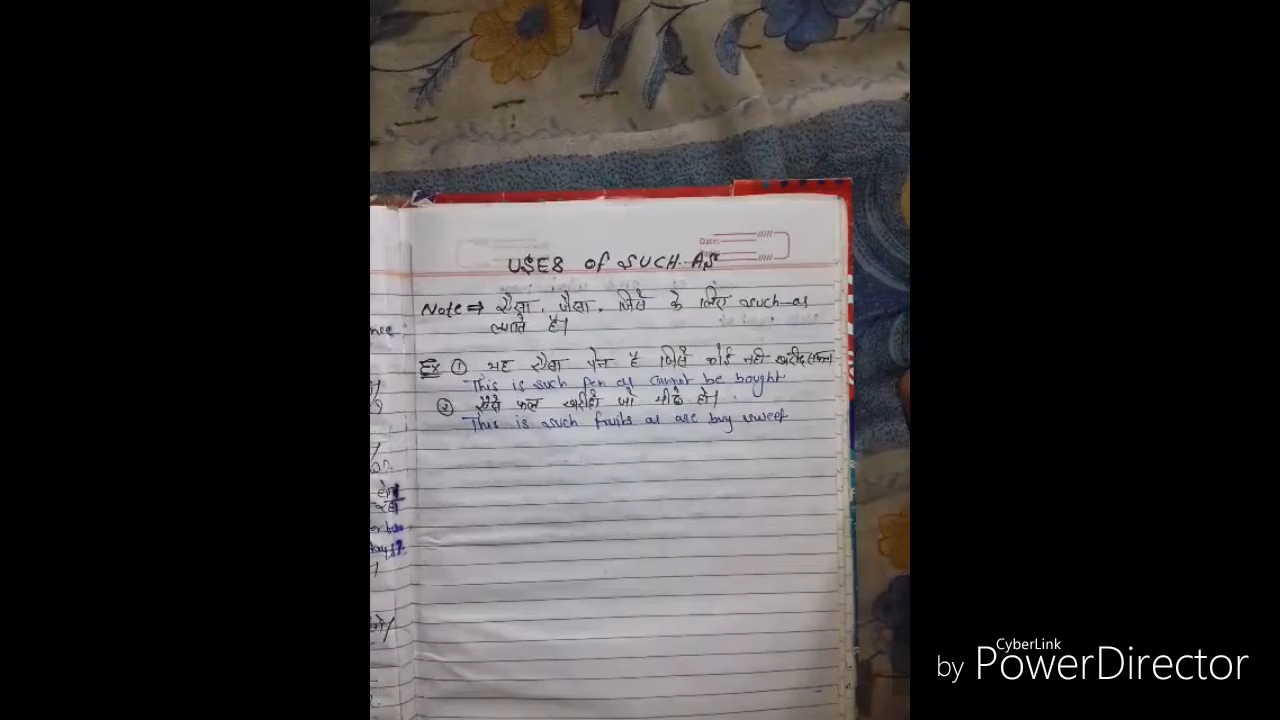 Date:
USES of SUCH-AS
Note ⇒ ऐसा, जैसा, जिसे के लिए such-as
लगाते है।
Ex ① यह ऐसा पेन है जिसे कोई नही खरीद सकता
This is such pen as cannot be bought
② ऐसे फल खरीदो जो मीठे हो।
This is such fruits as are buy sweet
CyberLink
by PowerDirector